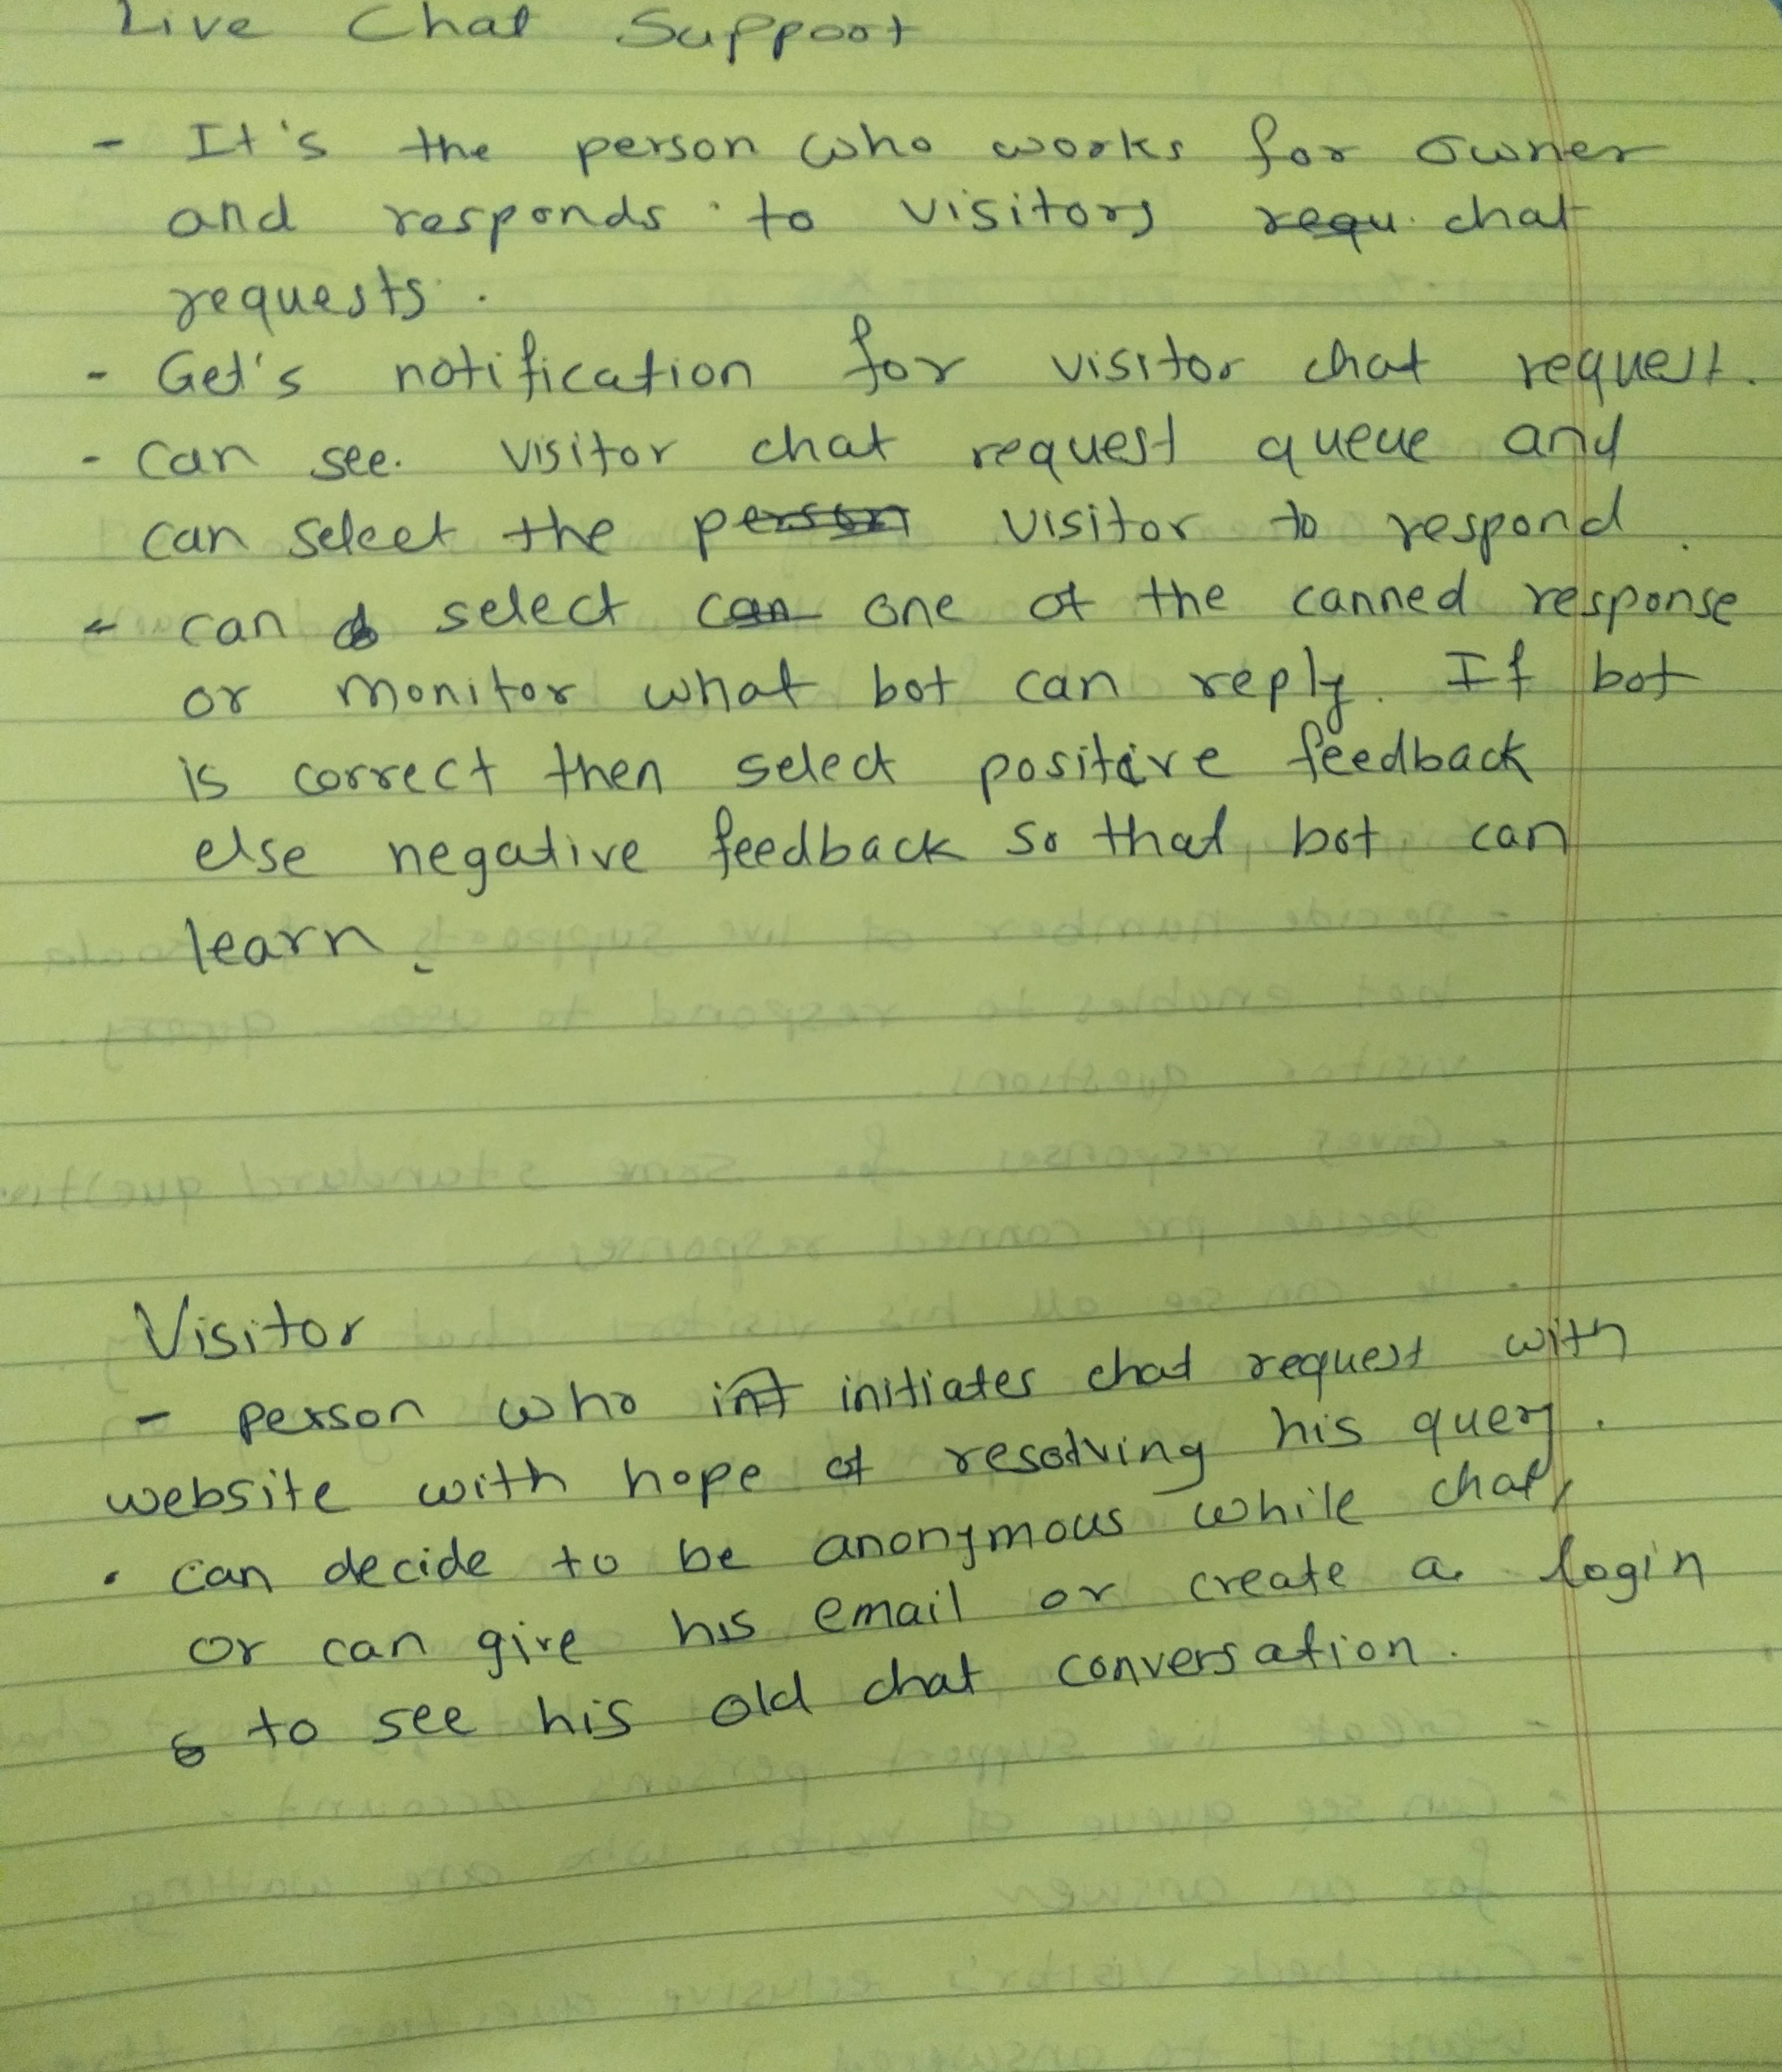 Live Chat Support
- It's the person who works for owner
and responds to visitors requ. chat
requests.
- Get's notification for visitor chat request.
- can see. visitor chat request queue and
can select the person visitor to respond.
- can select can one of the canned response
or monitor what bot can reply. If bot
is correct then select positive feedback
else negative feedback so that bot can
learn.
Visitor
- person who int initiates chat request with
website with hope of resolving his query.
• can decide to be anonymous while chat,
or can give his email or create a login
to see his old chat conversation.